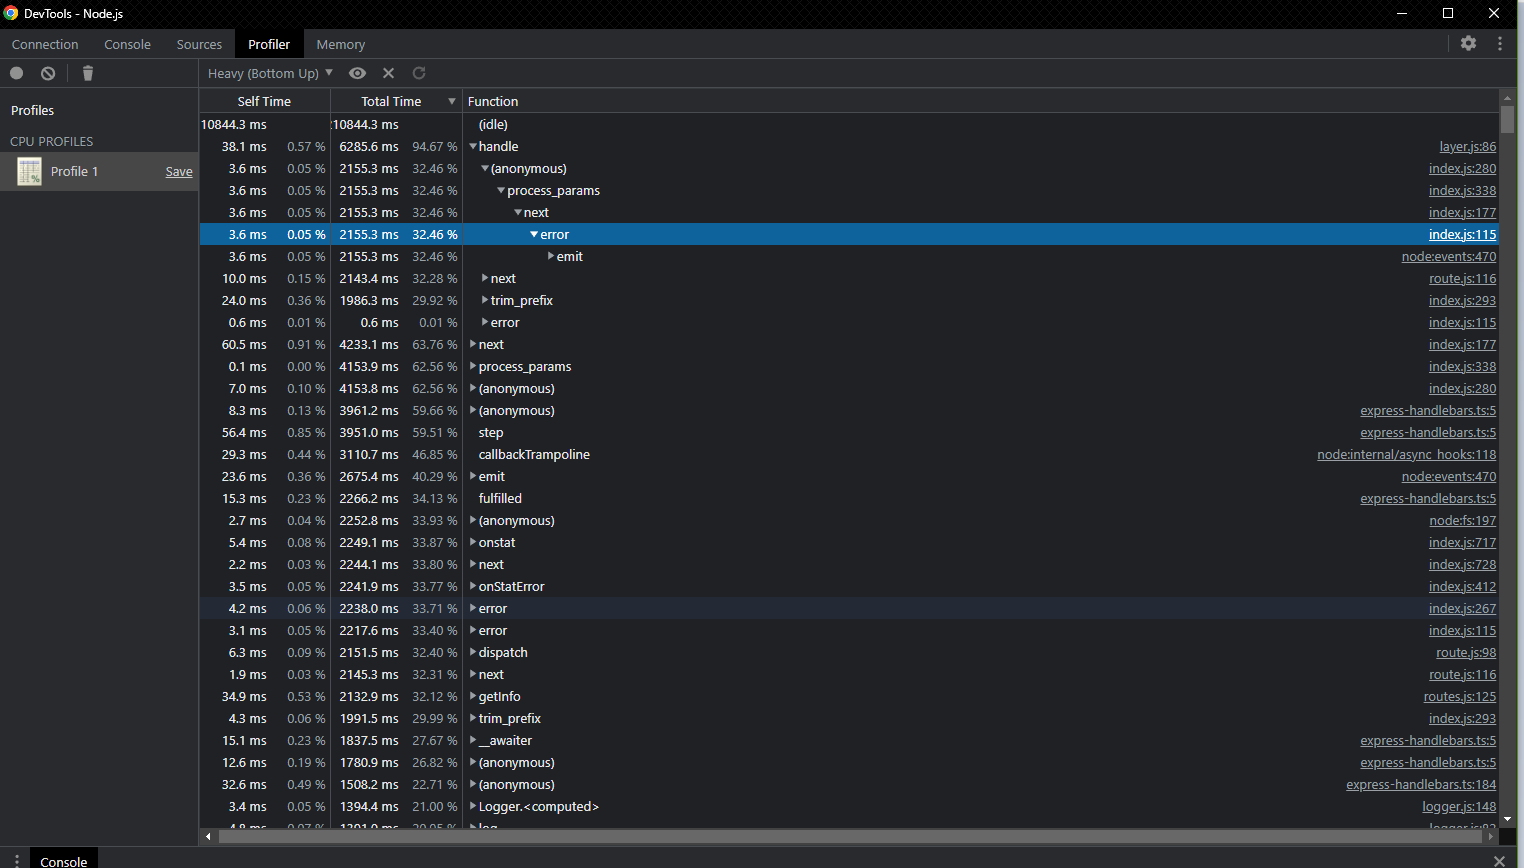 DevTools - Node.js
Connection Console Sources Profiler Memory
Heavy (Bottom Up)
Profiles
CPU PROFILES
Profile 1 Save
Self Time Total Time Function
10844.3 ms 10844.3 ms (idle)
38.1 ms 0.57 % 6285.6 ms 94.67 % handle layer.js:86
3.6 ms 0.05 % 2155.3 ms 32.46 % (anonymous) index.js:280
3.6 ms 0.05 % 2155.3 ms 32.46 % process_params index.js:338
3.6 ms 0.05 % 2155.3 ms 32.46 % next index.js:177
3.6 ms 0.05 % 2155.3 ms 32.46 % error index.js:115
3.6 ms 0.05 % 2155.3 ms 32.46 % emit node:events:470
10.0 ms 0.15 % 2143.4 ms 32.28 % next route.js:116
24.0 ms 0.36 % 1986.3 ms 29.92 % trim_prefix index.js:293
0.6 ms 0.01 % 0.6 ms 0.01 % error index.js:115
60.5 ms 0.91 % 4233.1 ms 63.76 % next index.js:177
0.1 ms 0.00 % 4153.9 ms 62.56 % process_params index.js:338
7.0 ms 0.10 % 4153.8 ms 62.56 % (anonymous) index.js:280
8.3 ms 0.13 % 3961.2 ms 59.66 % (anonymous) express-handlebars.ts:5
56.4 ms 0.85 % 3951.0 ms 59.51 % step express-handlebars.ts:5
29.3 ms 0.44 % 3110.7 ms 46.85 % callbackTrampoline node:internal/async_hooks:118
23.6 ms 0.36 % 2675.4 ms 40.29 % emit node:events:470
15.3 ms 0.23 % 2266.2 ms 34.13 % fulfilled express-handlebars.ts:5
2.7 ms 0.04 % 2252.8 ms 33.93 % (anonymous) node:fs:197
5.4 ms 0.08 % 2249.1 ms 33.87 % onstat index.js:717
2.2 ms 0.03 % 2244.1 ms 33.80 % next index.js:728
3.5 ms 0.05 % 2241.9 ms 33.77 % onStatError index.js:412
4.2 ms 0.06 % 2238.0 ms 33.71 % error index.js:267
3.1 ms 0.05 % 2217.6 ms 33.40 % error index.js:115
6.3 ms 0.09 % 2151.5 ms 32.40 % dispatch route.js:98
1.9 ms 0.03 % 2145.3 ms 32.31 % next route.js:116
34.9 ms 0.53 % 2132.9 ms 32.12 % getInfo routes.js:125
4.3 ms 0.06 % 1991.5 ms 29.99 % trim_prefix index.js:293
15.1 ms 0.23 % 1837.5 ms 27.67 % __awaiter express-handlebars.ts:5
12.6 ms 0.19 % 1780.9 ms 26.82 % (anonymous) express-handlebars.ts:5
32.6 ms 0.49 % 1508.2 ms 22.71 % (anonymous) express-handlebars.ts:184
3.4 ms 0.05 % 1394.4 ms 21.00 % Logger.<computed> logger.js:148
Console